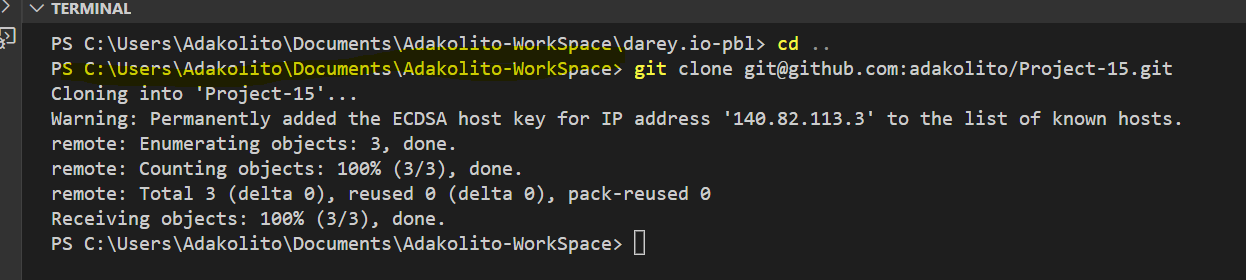 TERMINAL
PS C:\Users\Adakolito\Documents\Adakolito-WorkSpace\darey.io-pbl> cd ..
PS C:\Users\Adakolito\Documents\Adakolito-WorkSpace> git clone git@github.com:adakolito/Project-15.git
Cloning into 'Project-15'...
Warning: Permanently added the ECDSA host key for IP address '140.82.113.3' to the list of known hosts.
remote: Enumerating objects: 3, done.
remote: Counting objects: 100% (3/3), done.
remote: Total 3 (delta 0), reused 0 (delta 0), pack-reused 0
Receiving objects: 100% (3/3), done.
PS C:\Users\Adakolito\Documents\Adakolito-WorkSpace>